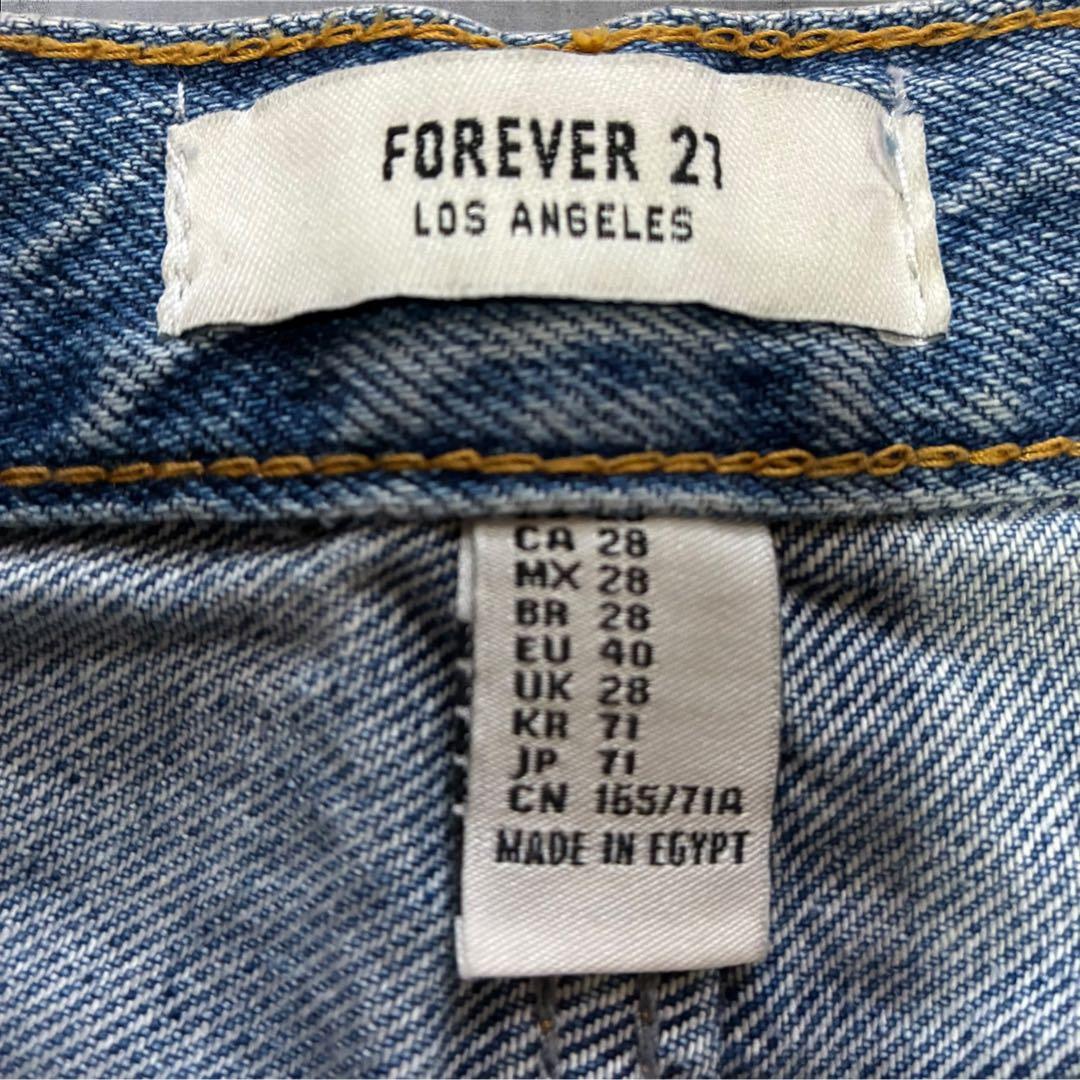 FOREVER 21
LOS ANGELES
CA 28
MX 28
BR 28
EU 40
UK 28
KR 71
JP 71
CN 165/71A
MADE IN EGYPT